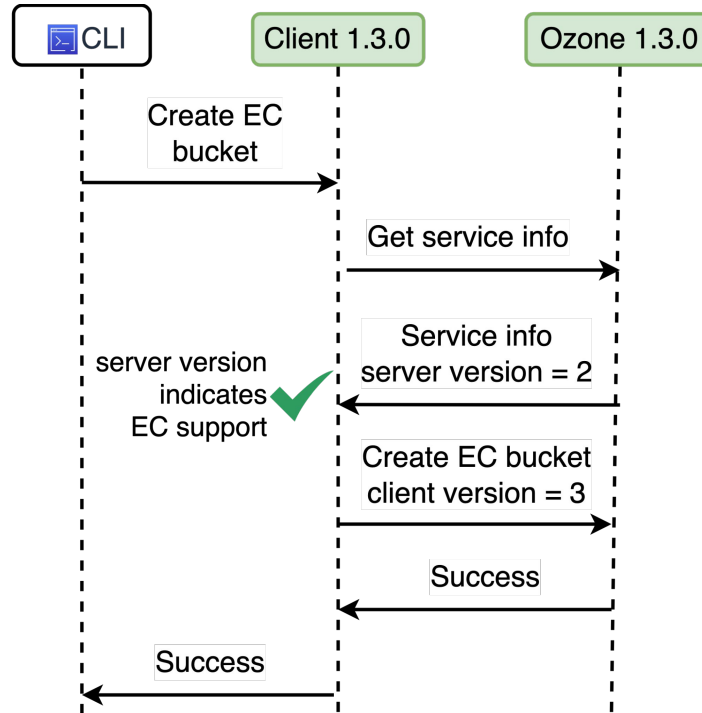 CLI
Client 1.3.0
Ozone 1.3.0
Create EC
bucket
Get service info
Service info
server version = 2
server version
indicates
EC support
Create EC bucket
client version = 3
Success
Success